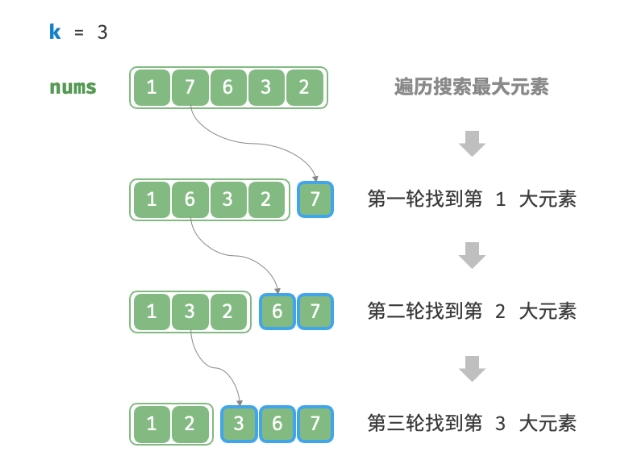 k = 3
nums 1 7 6 3 2 遍历搜索最大元素
1 6 3 2 7 第一轮找到第 1 大元素
1 3 2 6 7 第二轮找到第 2 大元素
1 2 3 6 7 第三轮找到第 3 大元素